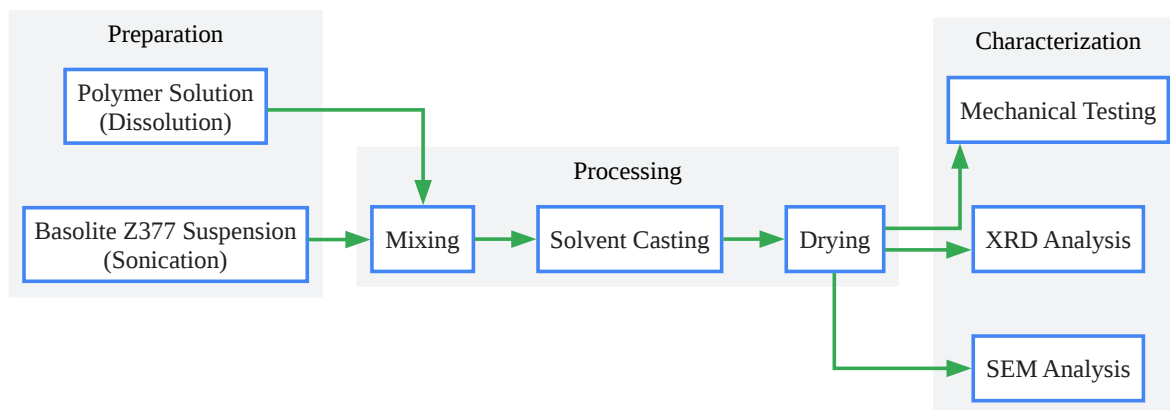 Preparation
Polymer Solution
(Dissolution)
Basolite Z377 Suspension
(Sonication)
Processing
Mixing
Solvent Casting
Drying
Characterization
Mechanical Testing
XRD Analysis
SEM Analysis